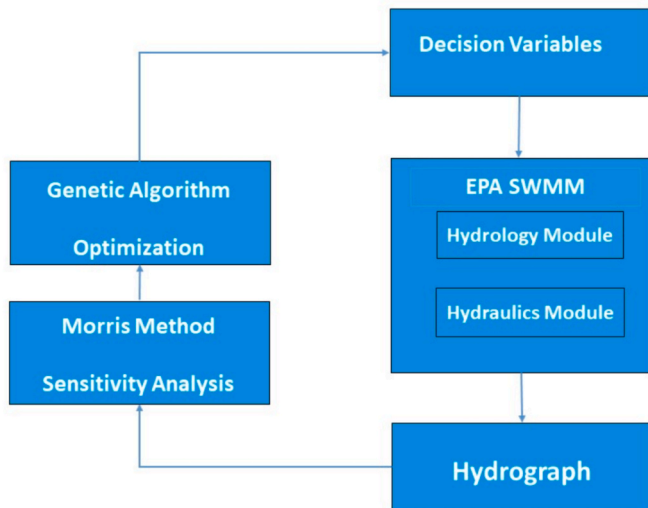 Decision Variables
EPA SWMM
Hydrology Module
Hydraulics Module
Hydrograph
Morris Method
Sensitivity Analysis
Genetic Algorithm
Optimization